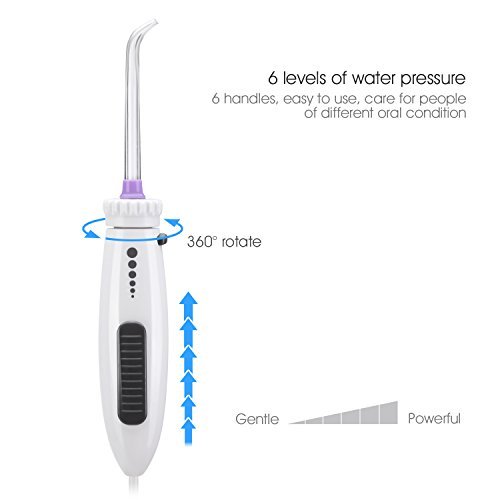 6 levels of water pressure
6 handles, easy to use, care for people
of different oral condition
360° rotate
Gentle
Powerful